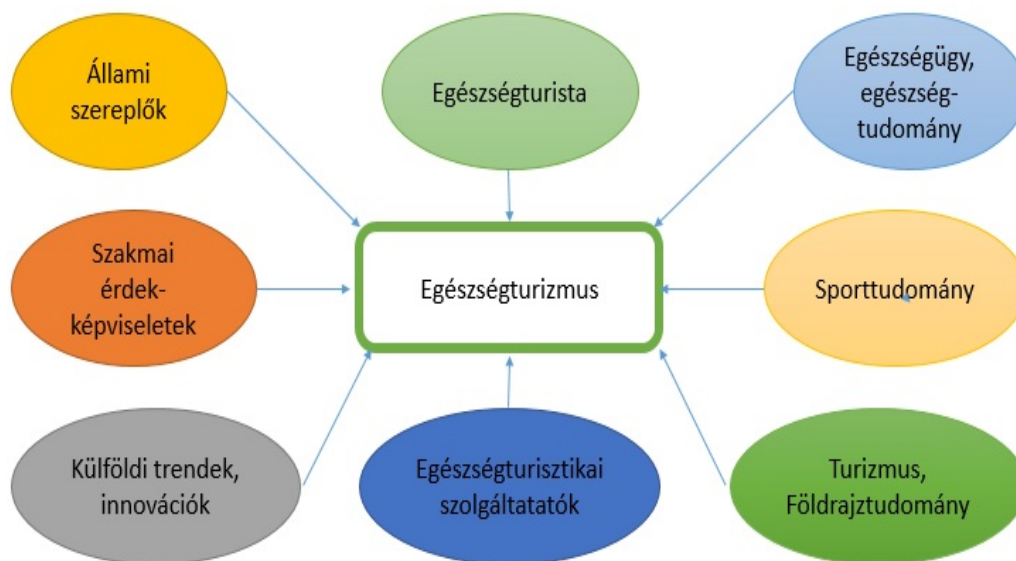 Állami
szereplők
Egészségturista
Egészségügy,
egészség-
tudomány
Szakmai
érdek-
képviseletek
Egészségturizmus
Sporttudomány
Külföldi trendek,
innovációk
Egészségturisztikai
szolgáltatatók
Turizmus,
Földrajztudomány